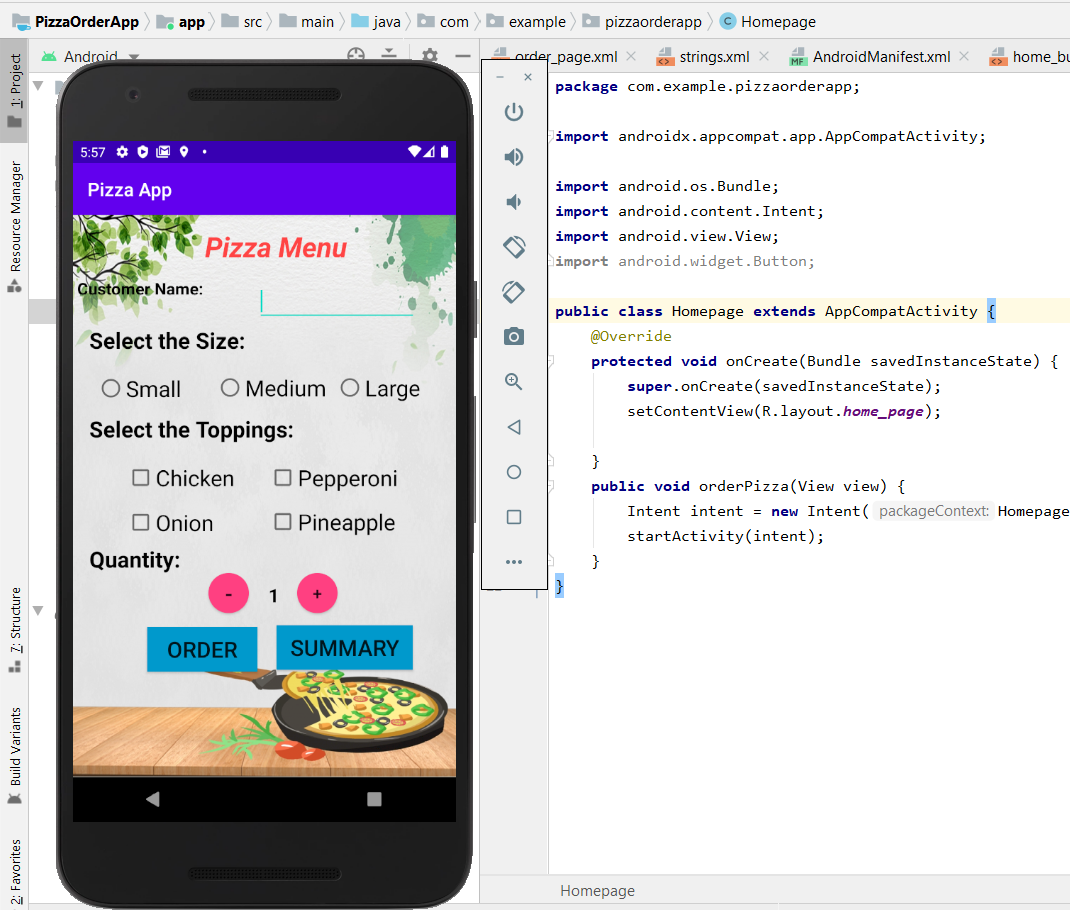 PizzaOrderApp app src main java com example pizzaorderapp C Homepage
1: Project
Resource Manager
7: Structure
Build Variants
2: Favorites
Android
order_page.xml strings.xml AndroidManifest.xml home_bu
5:57
Pizza App
Pizza Menu
Customer Name:
Select the Size:
Small Medium Large
Select the Toppings:
Chicken Pepperoni
Onion Pineapple
Quantity:
- 1 +
ORDER SUMMARY
package com.example.pizzaorderapp;
import androidx.appcompat.app.AppCompatActivity;
import android.os.Bundle;
import android.content.Intent;
import android.view.View;
import android.widget.Button;
public class Homepage extends AppCompatActivity {
@Override
protected void onCreate(Bundle savedInstanceState) {
super.onCreate(savedInstanceState);
setContentView(R.layout.home_page);
}
public void orderPizza(View view) {
Intent intent = new Intent( packageContext: Homepage
startActivity(intent);
}
}
Homepage